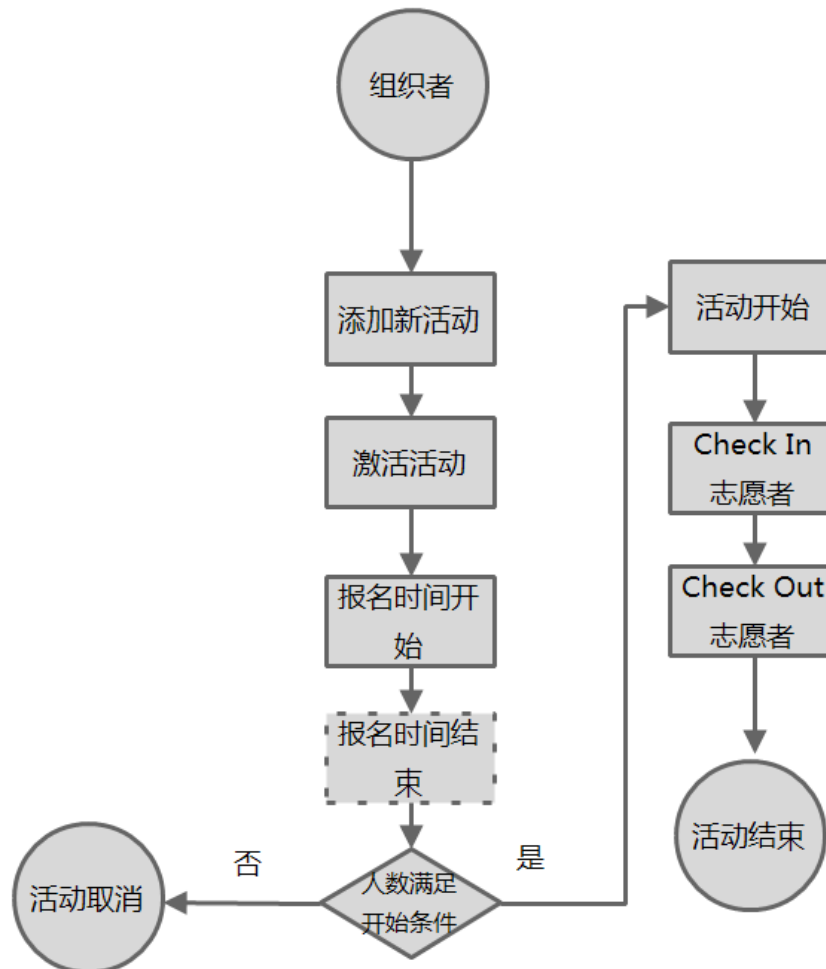 组织者
添加新活动
激活活动
报名时间开
始
报名时间结
束
人数满足
开始条件
否
活动取消
是
活动开始
Check In
志愿者
Check Out
志愿者
活动结束